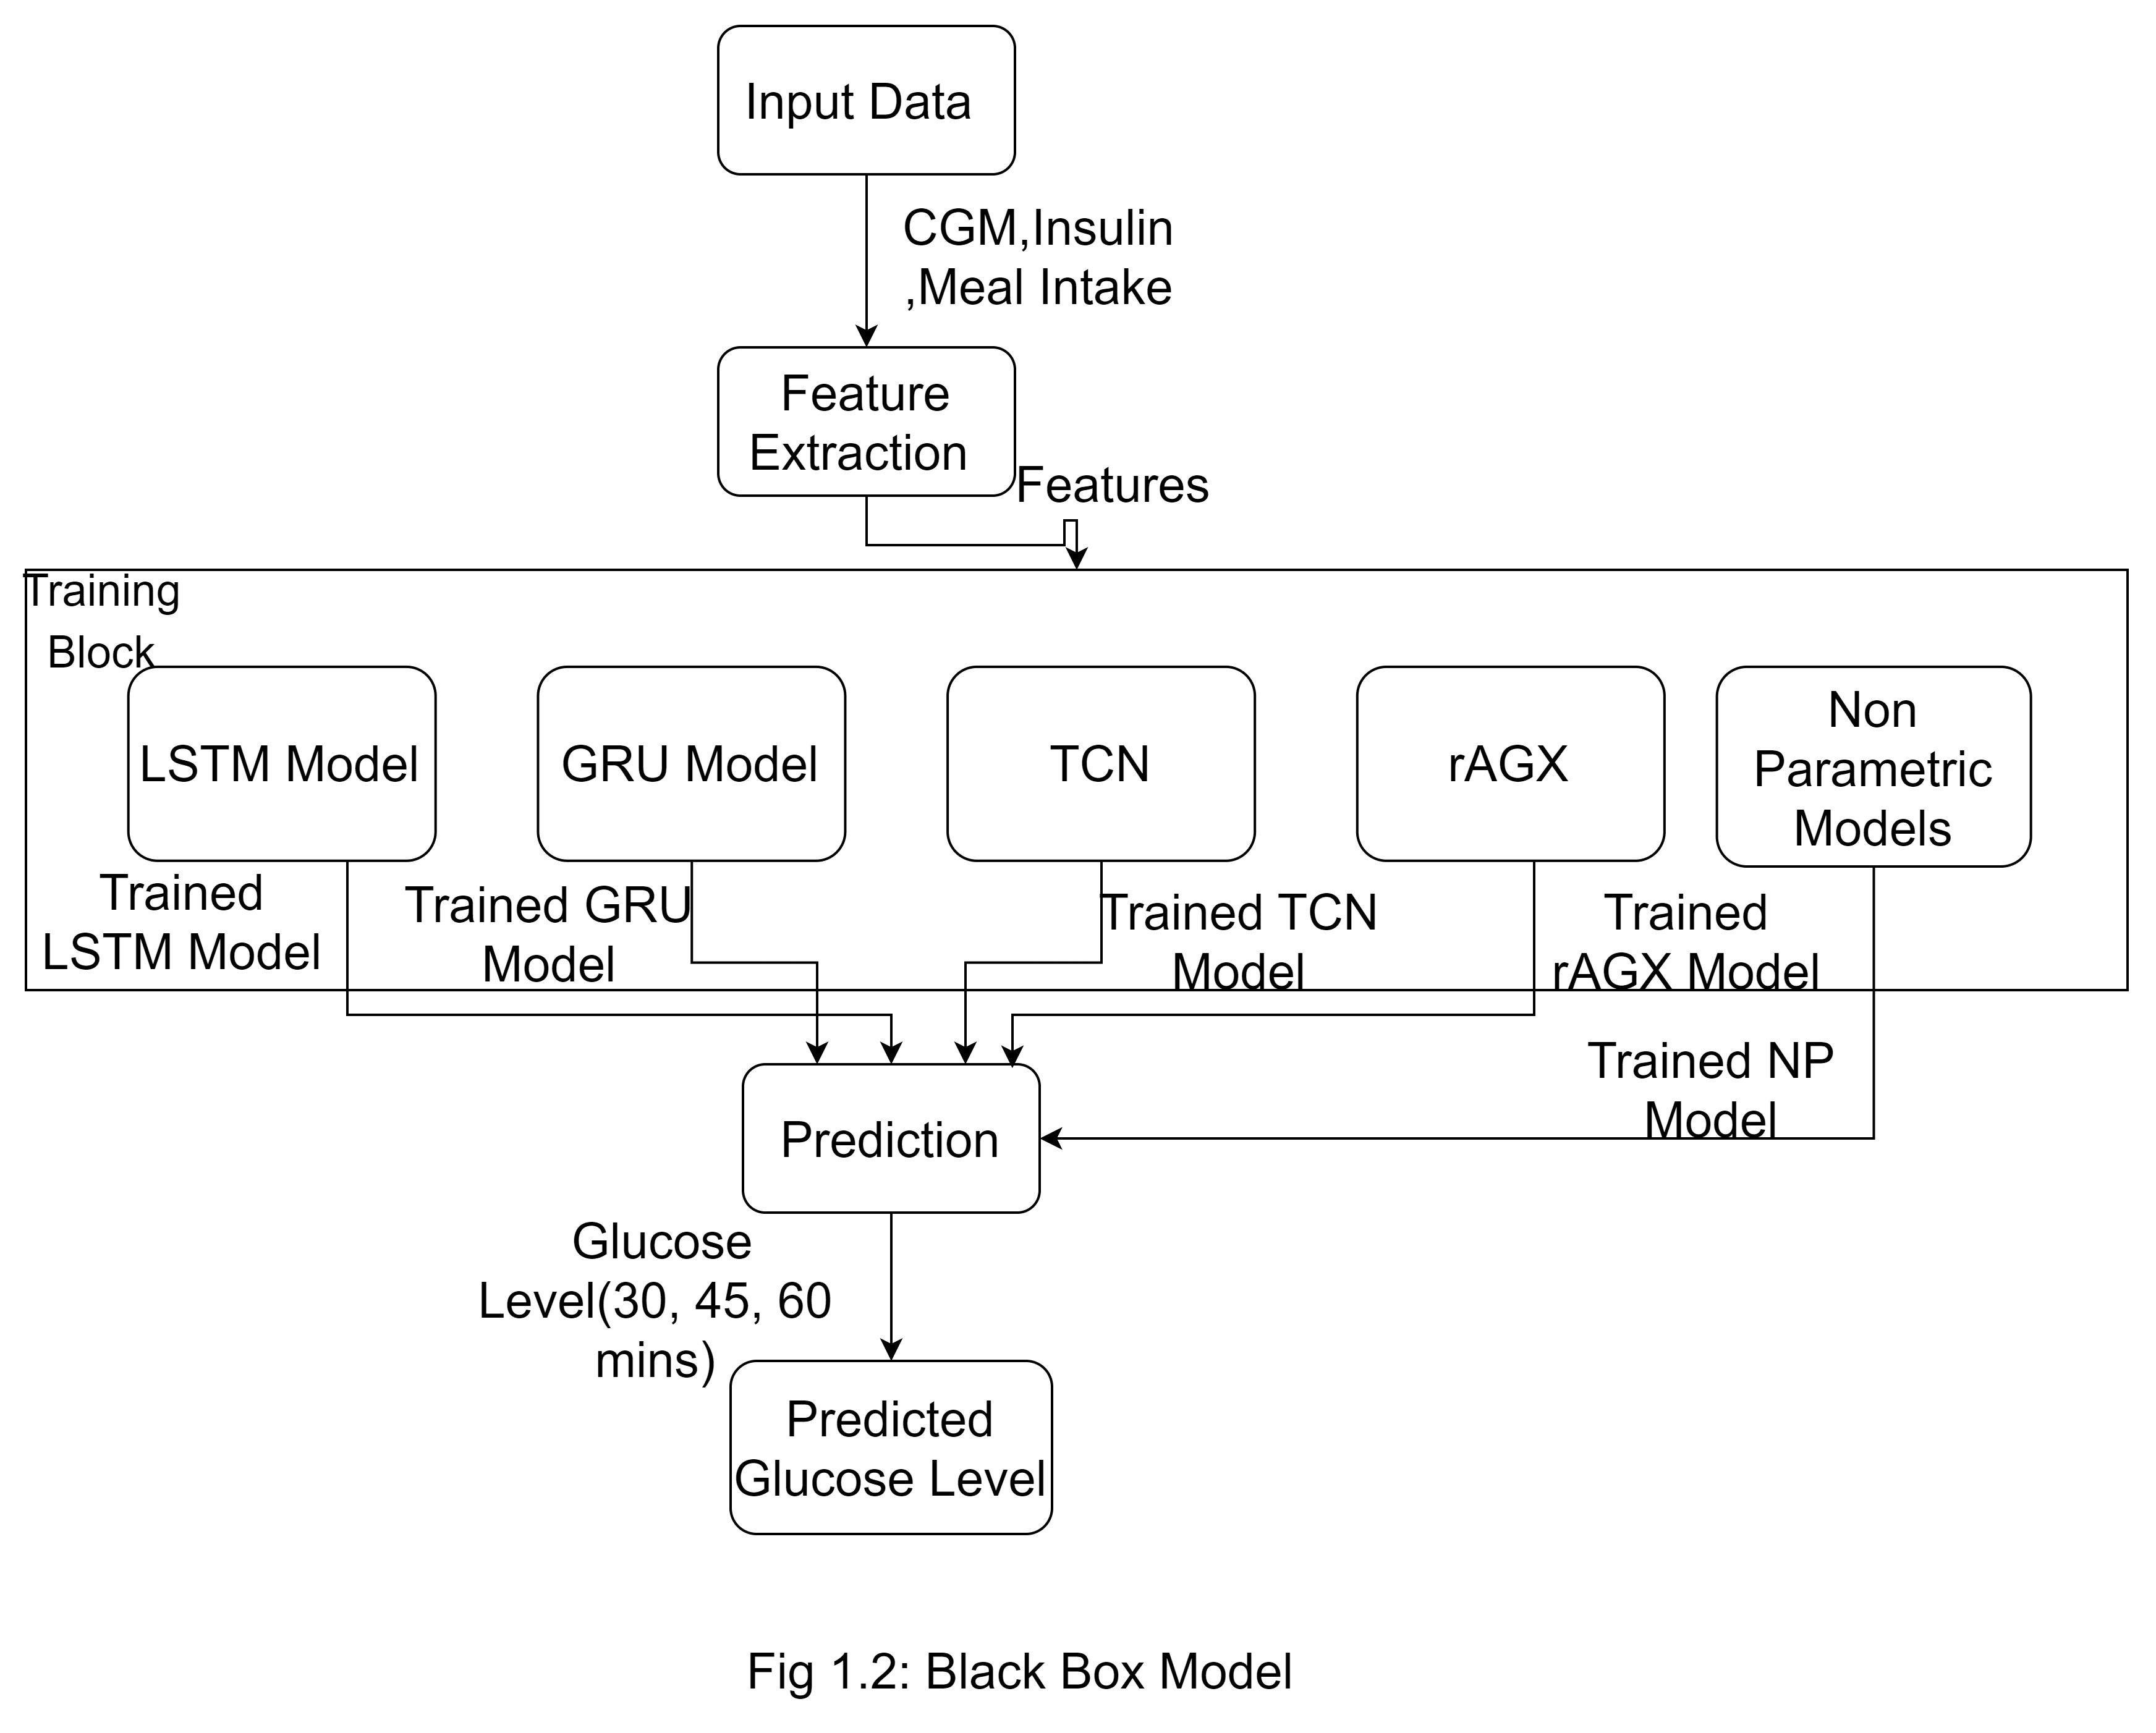 Input Data
CGM,Insulin
,Meal Intake
Feature
Extraction
Features
Training
Block
LSTM Model
GRU Model
TCN
rAGX
Non
Parametric
Models
Trained
LSTM Model
Trained GRU
Model
Trained TCN
Model
Trained
rAGX Model
Trained NP
Model
Prediction
Glucose
Level(30, 45, 60
mins)
Predicted
Glucose Level
Fig 1.2: Black Box Model